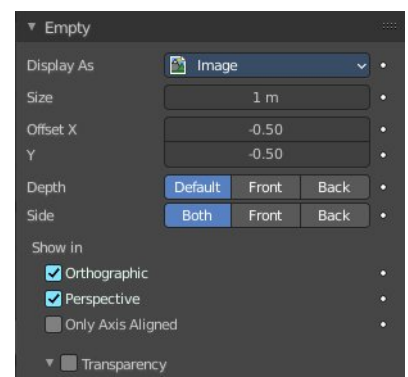 Empty
Display As Image
Size 1 m
Offset X -0.50
Y -0.50
Depth Default Front Back
Side Both Front Back
Show in
Orthographic
Perspective
Only Axis Aligned
Transparency